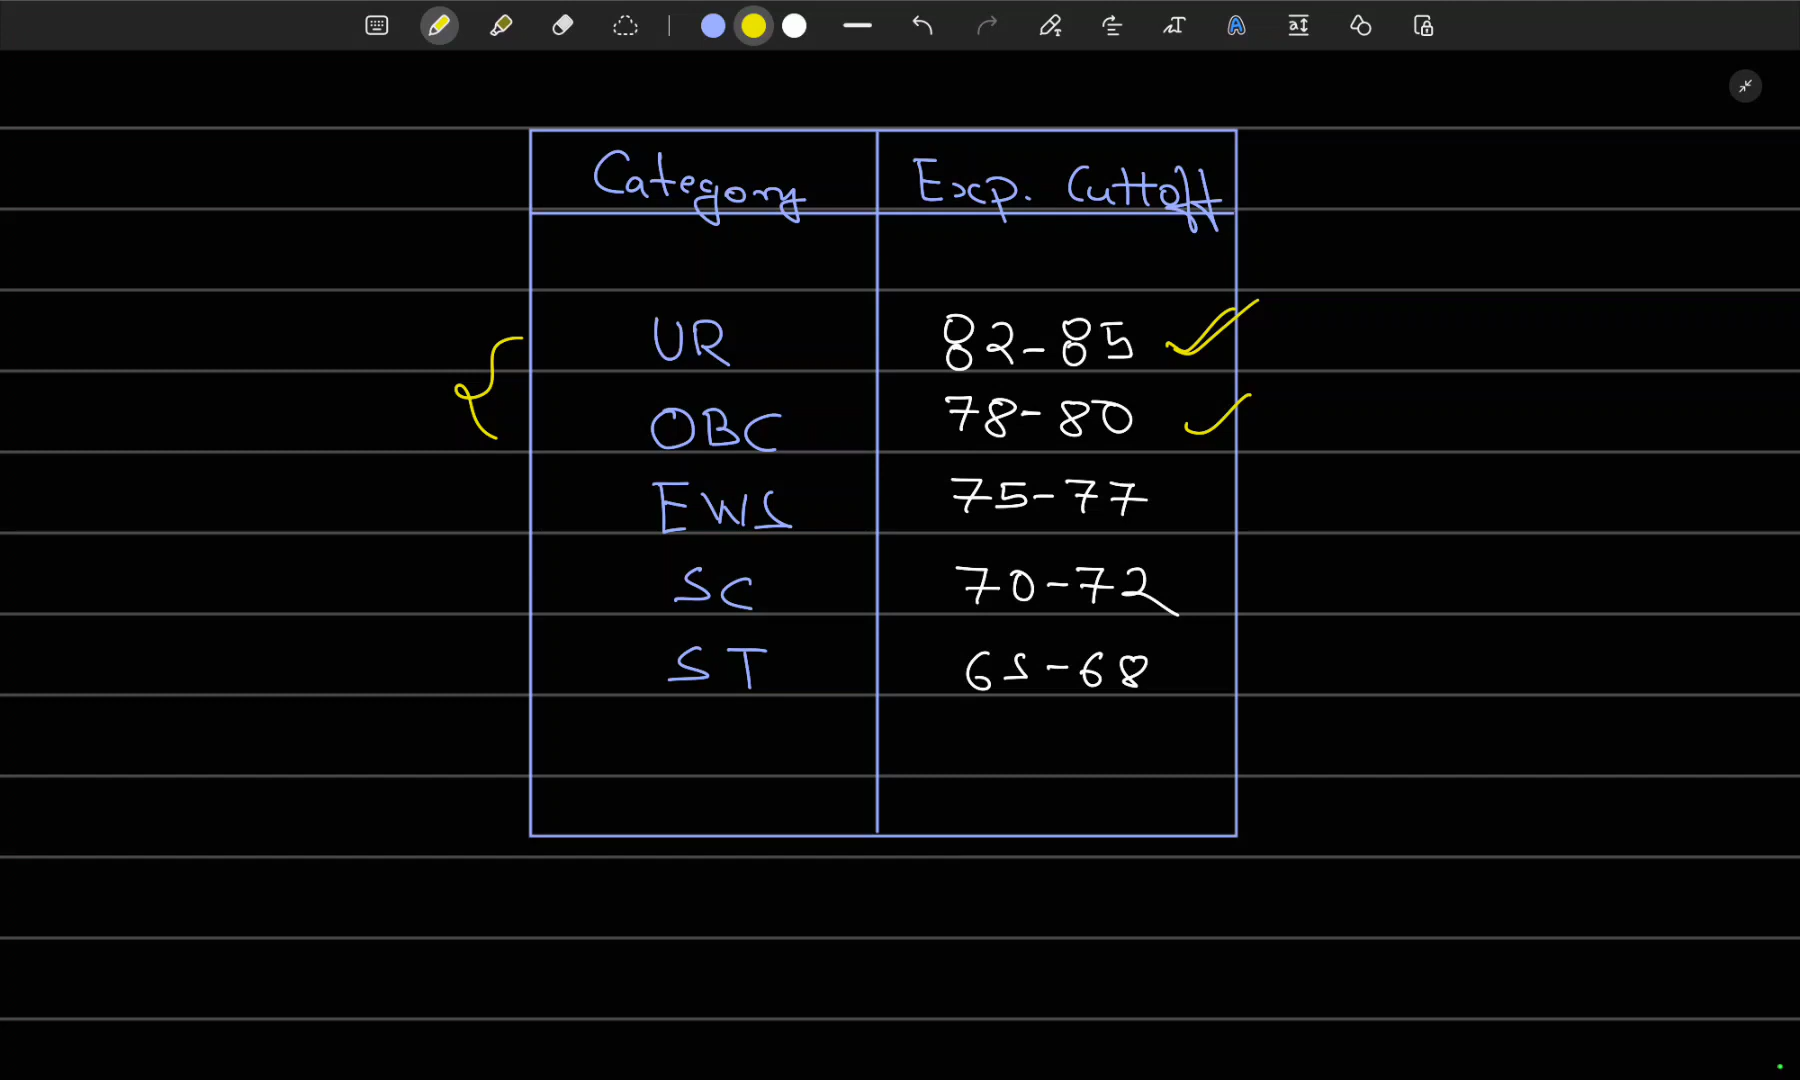 Category Exp. Cuttoff
UR 82-85
OBC 78-80
EWS 75-77
SC 70-72
ST 65-68